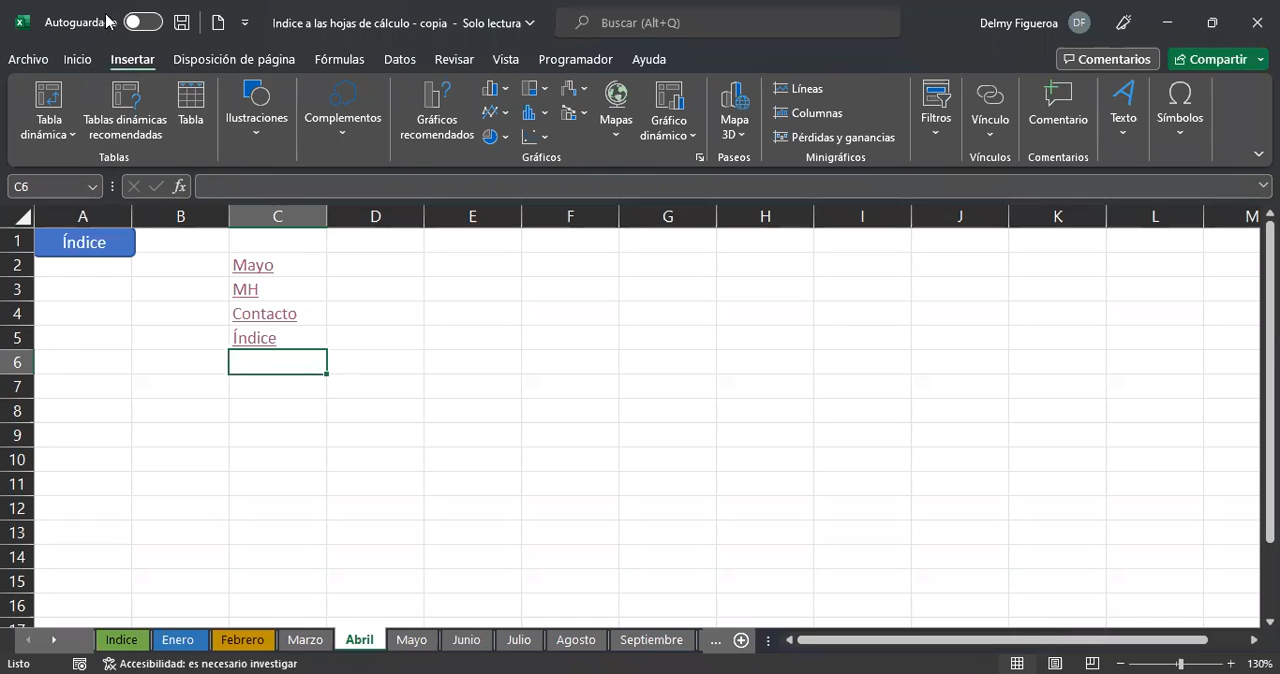 Autoguardado Indice a las hojas de cálculo - copia - Solo lectura Buscar (Alt+Q) Delmy Figueroa DF
Archivo Inicio Insertar Disposición de página Fórmulas Datos Revisar Vista Programador Ayuda Comentarios Compartir
Tabla dinámica Tablas dinámicas recomendadas Tabla Ilustraciones Complementos Gráficos recomendados Mapas Gráfico dinámico Mapa 3D Líneas Columnas Pérdidas y ganancias Filtros Vínculo Comentario Texto Símbolos
Tablas Gráficos Paseos Minigráficos Vínculos Comentarios
C6 fx
A B C D E F G H I J K L M
1 Índice
2 Mayo
3 MH
4 Contacto
5 Índice
6
7
8
9
10
11
12
13
14
15
16
17
Indice Enero Febrero Marzo Abril Mayo Junio Julio Agosto Septiembre ...
Listo Accesibilidad: es necesario investigar 130%